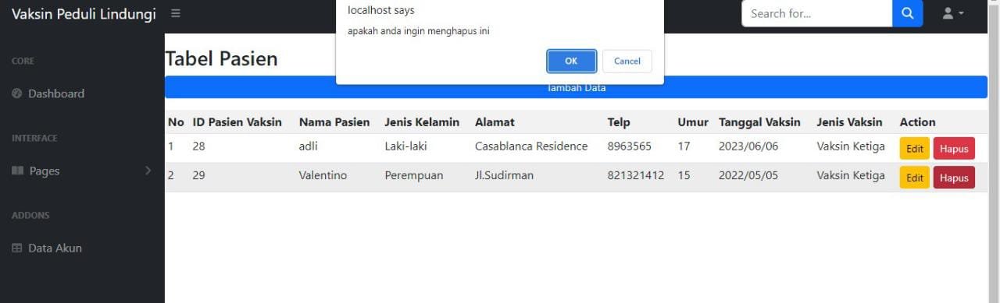 Vaksin Peduli Lindungi
localhost says
apakah anda ingin menghapus ini
OK Cancel
Search for...
CORE
Dashboard
INTERFACE
Pages
ADDONS
Data Akun
Tabel Pasien
Tambah Data
No ID Pasien Vaksin Nama Pasien Jenis Kelamin Alamat Telp Umur Tanggal Vaksin Jenis Vaksin Action
1 28 adli Laki-laki Casablanca Residence 8963565 17 2023/06/06 Vaksin Ketiga Edit Hapus
2 29 Valentino Perempuan Jl.Sudirman 821321412 15 2022/05/05 Vaksin Ketiga Edit Hapus